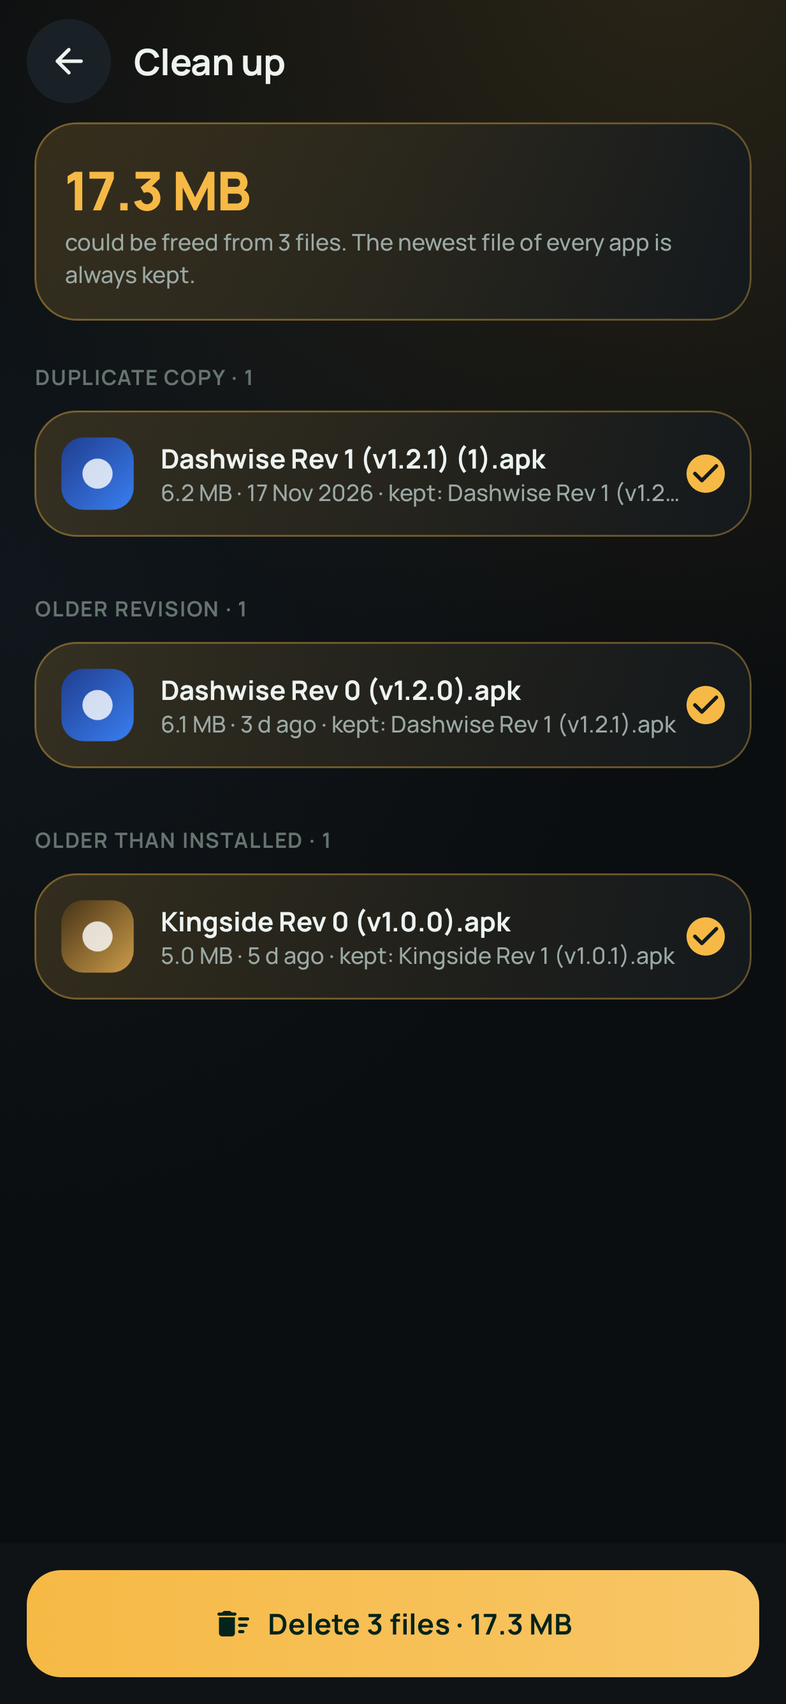 Clean up
17.3 MB
could be freed from 3 files. The newest file of every app is
always kept.
DUPLICATE COPY · 1
Dashwise Rev 1 (v1.2.1) (1).apk
6.2 MB · 17 Nov 2026 · kept: Dashwise Rev 1 (v1.2…
OLDER REVISION · 1
Dashwise Rev 0 (v1.2.0).apk
6.1 MB · 3 d ago · kept: Dashwise Rev 1 (v1.2.1).apk
OLDER THAN INSTALLED · 1
Kingside Rev 0 (v1.0.0).apk
5.0 MB · 5 d ago · kept: Kingside Rev 1 (v1.0.1).apk
Delete 3 files · 17.3 MB